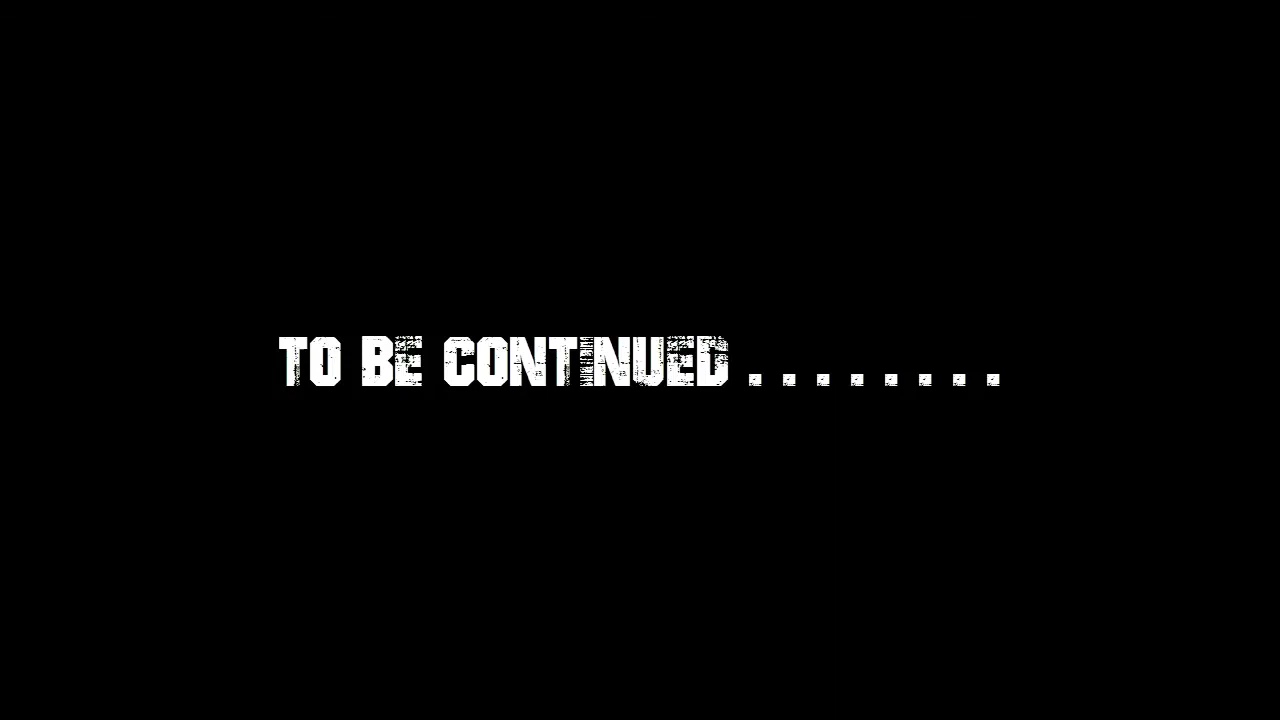 TO BE CONTINUED . . . . . . . .